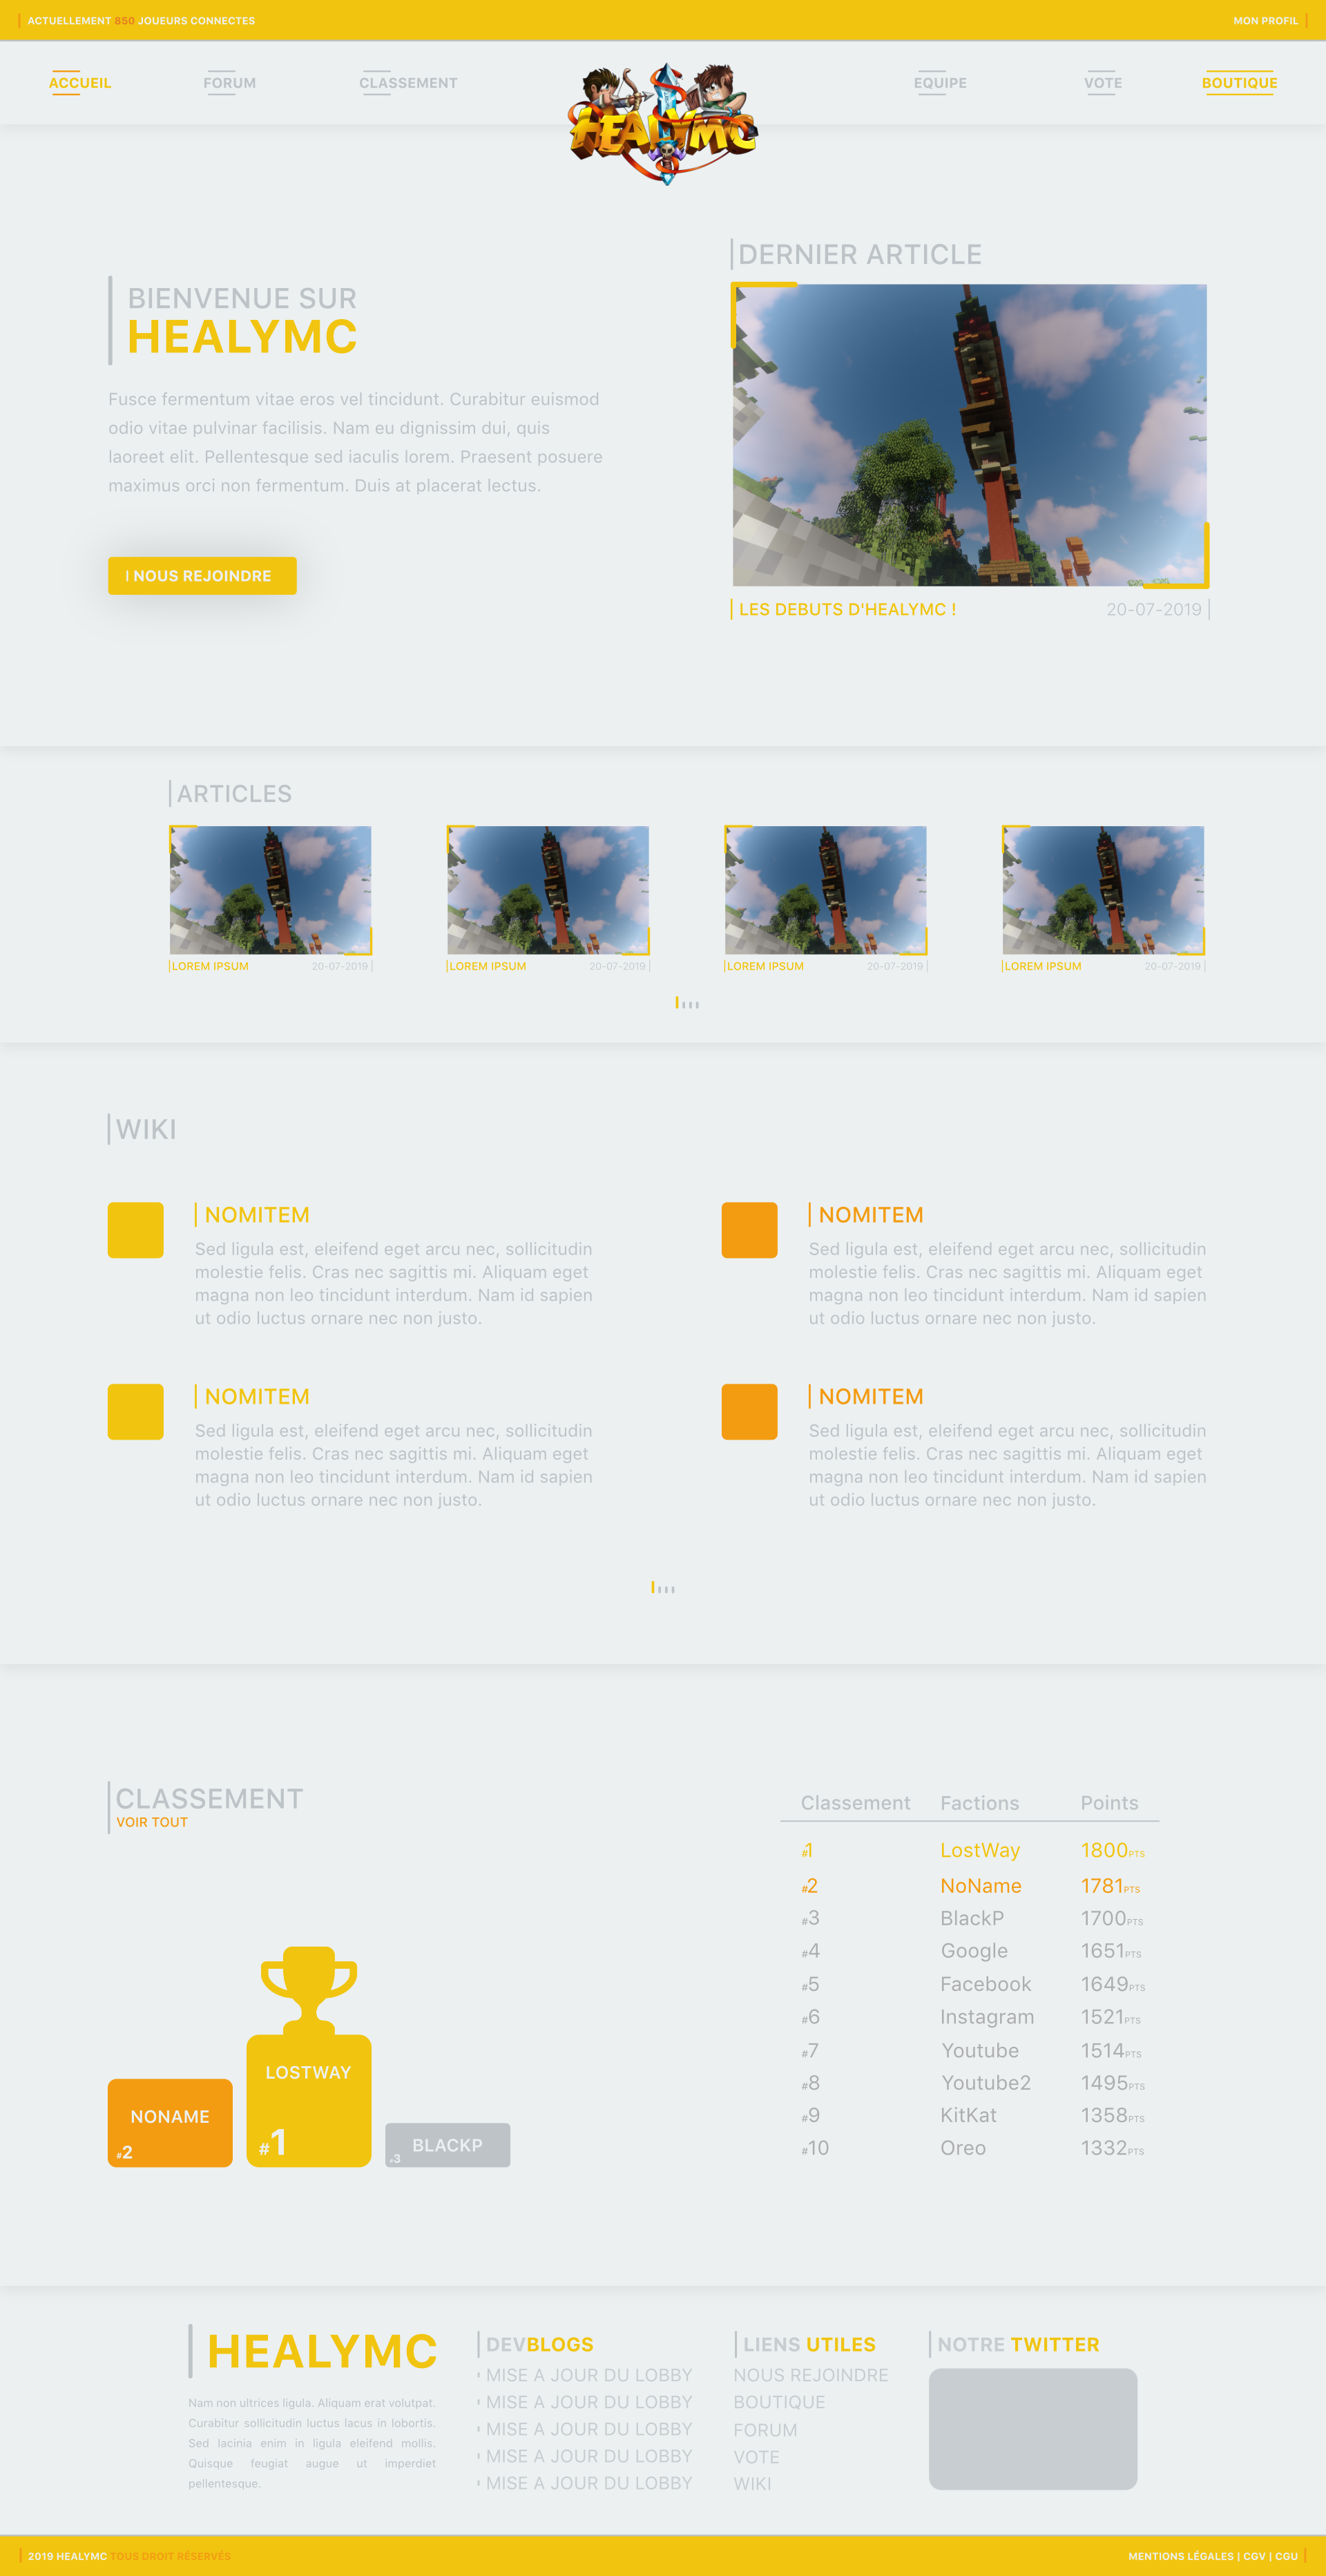 ACTUELLEMENT 850 JOUEURS CONNECTES
MON PROFIL
ACCUEIL
FORUM
CLASSEMENT
HEALYMC
EQUIPE
VOTE
BOUTIQUE
BIENVENUE SUR
HEALYMC
Fusce fermentum vitae eros vel tincidunt. Curabitur euismod
odio vitae pulvinar facilisis. Nam eu dignissim dui, quis
laoreet elit. Pellentesque sed iaculis lorem. Praesent posuere
maximus orci non fermentum. Duis at placerat lectus.
NOUS REJOINDRE
DERNIER ARTICLE
LES DEBUTS D'HEALYMC !
20-07-2019
ARTICLES
LOREM IPSUM 20-07-2019
LOREM IPSUM 20-07-2019
LOREM IPSUM 20-07-2019
LOREM IPSUM 20-07-2019
WIKI
NOMITEM
Sed ligula est, eleifend eget arcu nec, sollicitudin
molestie felis. Cras nec sagittis mi. Aliquam eget
magna non leo tincidunt interdum. Nam id sapien
ut odio luctus ornare nec non justo.
NOMITEM
Sed ligula est, eleifend eget arcu nec, sollicitudin
molestie felis. Cras nec sagittis mi. Aliquam eget
magna non leo tincidunt interdum. Nam id sapien
ut odio luctus ornare nec non justo.
NOMITEM
Sed ligula est, eleifend eget arcu nec, sollicitudin
molestie felis. Cras nec sagittis mi. Aliquam eget
magna non leo tincidunt interdum. Nam id sapien
ut odio luctus ornare nec non justo.
NOMITEM
Sed ligula est, eleifend eget arcu nec, sollicitudin
molestie felis. Cras nec sagittis mi. Aliquam eget
magna non leo tincidunt interdum. Nam id sapien
ut odio luctus ornare nec non justo.
CLASSEMENT
VOIR TOUT
LOSTWAY
#1
NONAME
#2
BLACKP
#3
Classement Factions Points
#1 LostWay 1800PTS
#2 NoName 1781PTS
#3 BlackP 1700PTS
#4 Google 1651PTS
#5 Facebook 1649PTS
#6 Instagram 1521PTS
#7 Youtube 1514PTS
#8 Youtube2 1495PTS
#9 KitKat 1358PTS
#10 Oreo 1332PTS
HEALYMC
Nam non ultrices ligula. Aliquam erat volutpat.
Curabitur sollicitudin luctus lacus in lobortis.
Sed lacinia enim in ligula eleifend mollis.
Quisque feugiat augue ut imperdiet
pellentesque.
DEVBLOGS
MISE A JOUR DU LOBBY
MISE A JOUR DU LOBBY
MISE A JOUR DU LOBBY
MISE A JOUR DU LOBBY
MISE A JOUR DU LOBBY
LIENS UTILES
NOUS REJOINDRE
BOUTIQUE
FORUM
VOTE
WIKI
NOTRE TWITTER
2019 HEALYMC TOUS DROIT RÉSERVÉS
MENTIONS LÉGALES | CGV | CGU